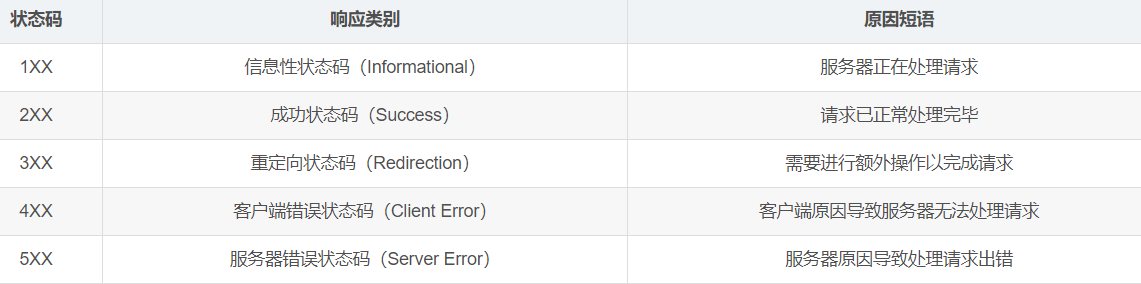 状态码 响应类别 原因短语
1XX 信息性状态码（Informational） 服务器正在处理请求
2XX 成功状态码（Success） 请求已正常处理完毕
3XX 重定向状态码（Redirection） 需要进行额外操作以完成请求
4XX 客户端错误状态码（Client Error） 客户端原因导致服务器无法处理请求
5XX 服务器错误状态码（Server Error） 服务器原因导致处理请求出错